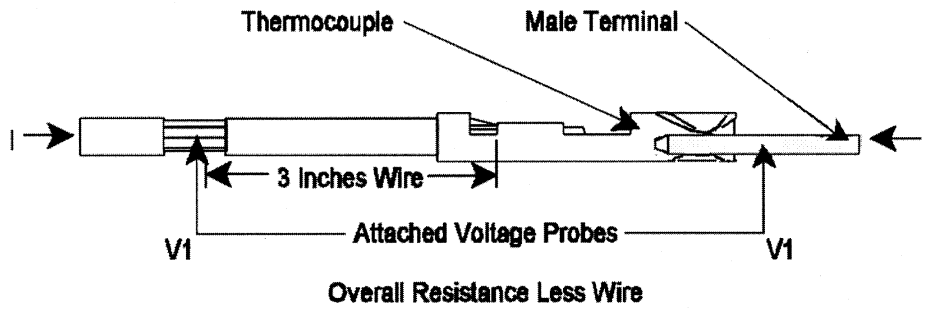 Thermocouple
Male Terminal
I
3 Inches Wire
Attached Voltage Probes
V1
V1
Overall Resistance Less Wire